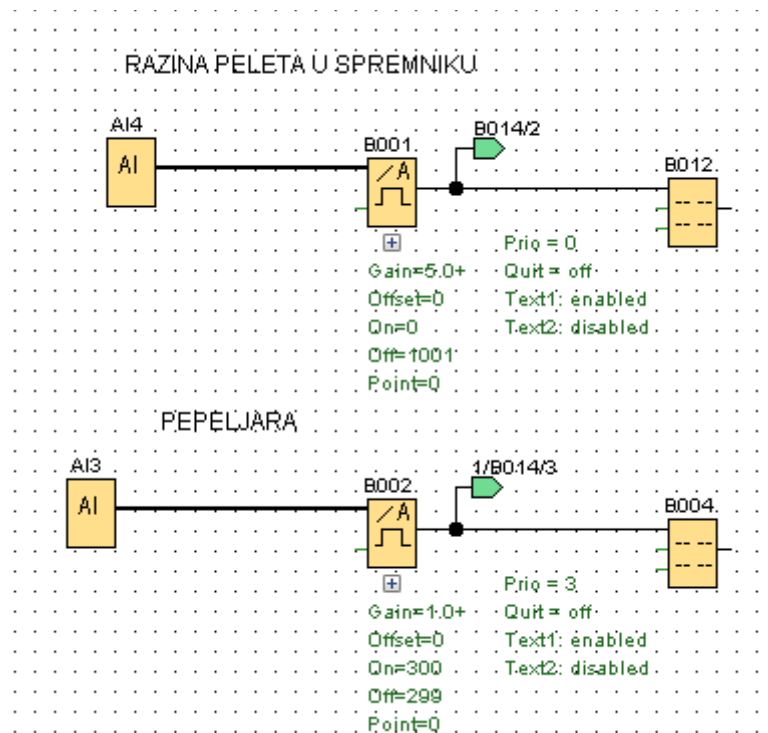 RAZINA PELETA U SPREMNIKU
AI4
AI
B001
/A
B014/2
B012
Gain=5.0+
Offset=0
On=0
Off=1001
Point=0
Prio = 0
Quit = off
Text1: enabled
Text2: disabled
PEPELJARA
AI3
AI
B002
/A
1/B014/3
B004
Gain=1.0+
Offset=0
On=300
Off=299
Point=0
Prio = 3
Quit = off
Text1: enabled
Text2: disabled